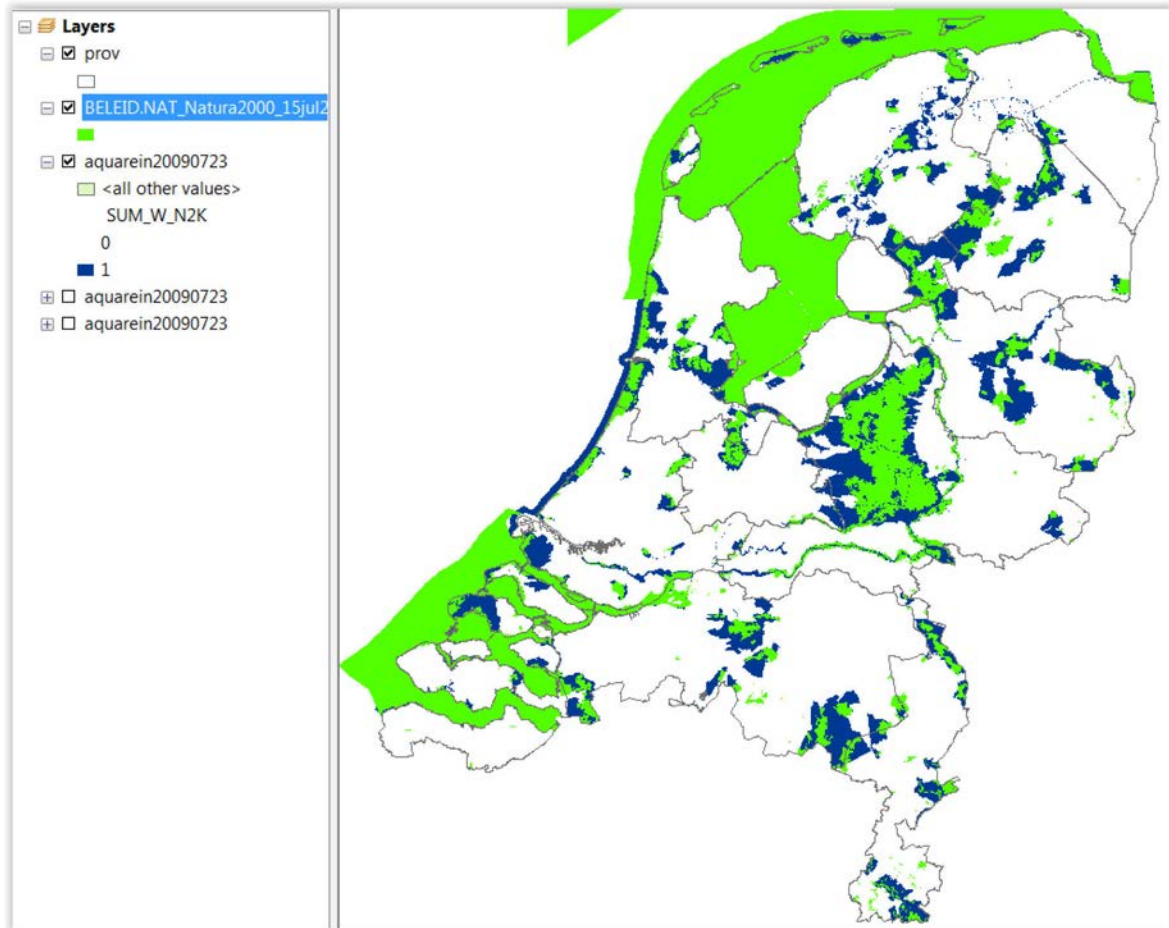 Layers
prov
BELEID.NAT_Natura2000_15jul2
aquarein20090723
<all other values>
SUM_W_N2K
0
1
aquarein20090723
aquarein20090723